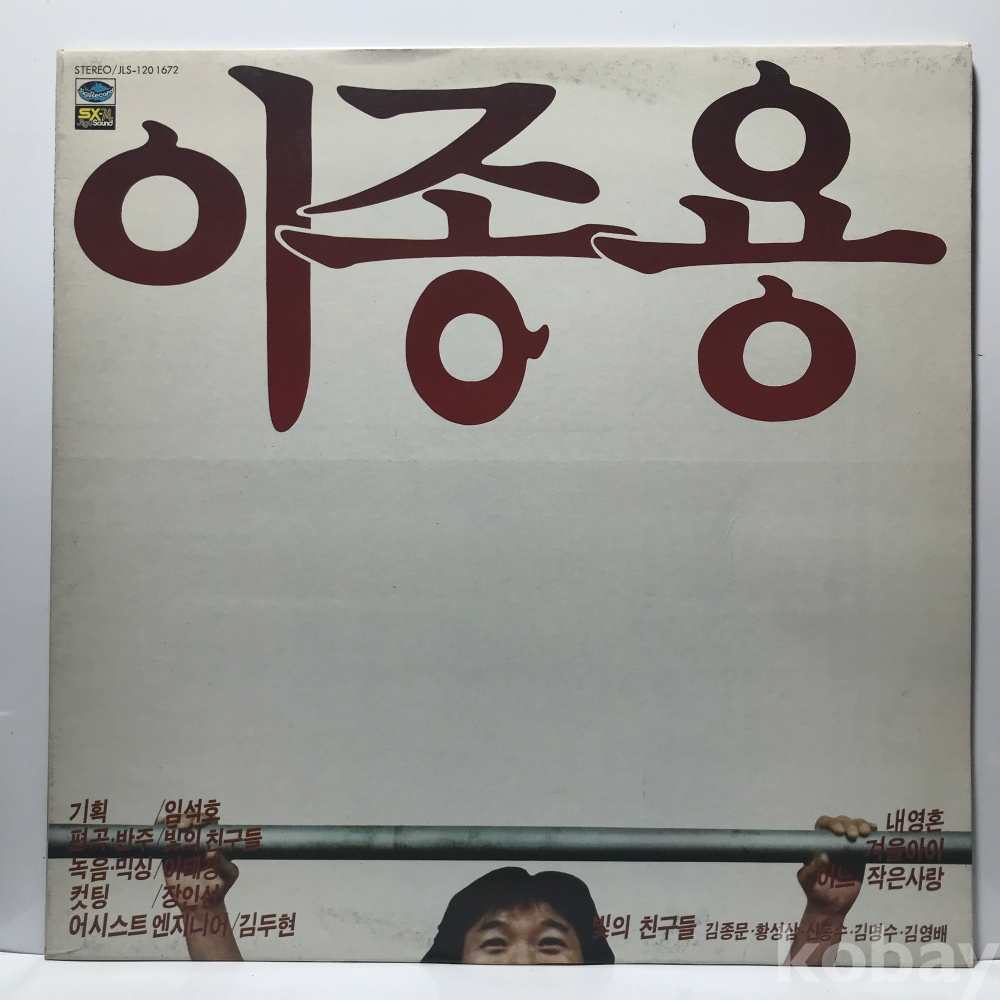 STEREO/JLS-1201672
SX-74
Jigu Sound
이종용
기획 /임석호
편곡·반주/빛의 친구들
녹음·믹싱/이태경
컷팅 /장인선
어시스트 엔지니어/김두현
내영혼
겨울아이
작은사랑
빛의 친구들 김종문·황성삼·신동수·김명수·김영배
kobay